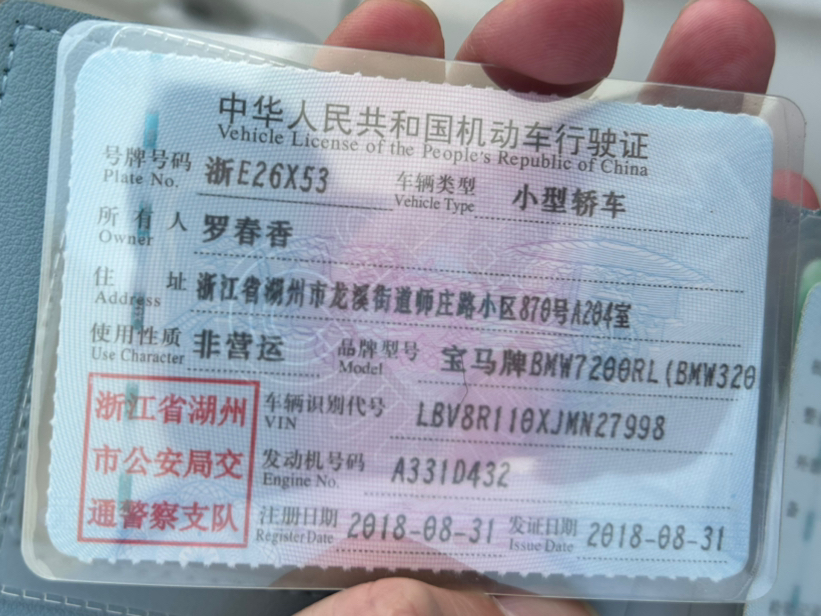 中华人民共和国机动车行驶证
Vehicle License of the People's Republic of China
号牌号码 浙E26X53 车辆类型 小型轿车
Plate No. Vehicle Type
所有人 罗春香
Owner
住址 浙江省湖州市龙溪街道师庄路小区870号A204室
Address
使用性质 非营运 品牌型号 宝马牌BMW7200RL(BMW320
Use Character Model
浙江省湖州
市公安局交
通警察支队
车辆识别代号 LBV8R110XJMN27998
VIN
发动机号码 A331D432
Engine No.
注册日期 2018-08-31 发证日期 2018-08-31
Register Date Issue Date